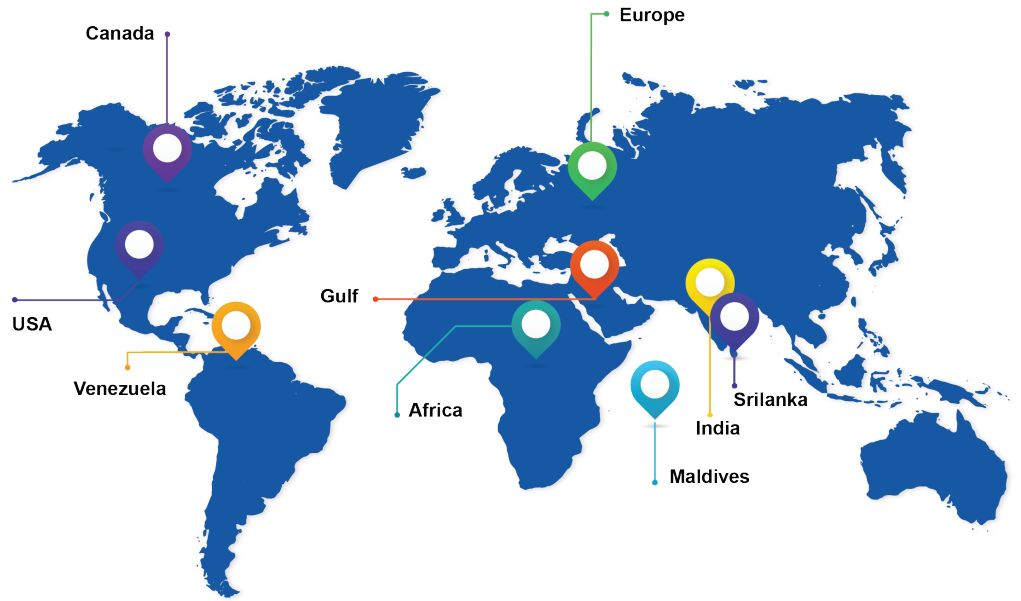 Europe
Canada
Gulf
USA
Venezuela
Africa
Srilanka
India
Maldives